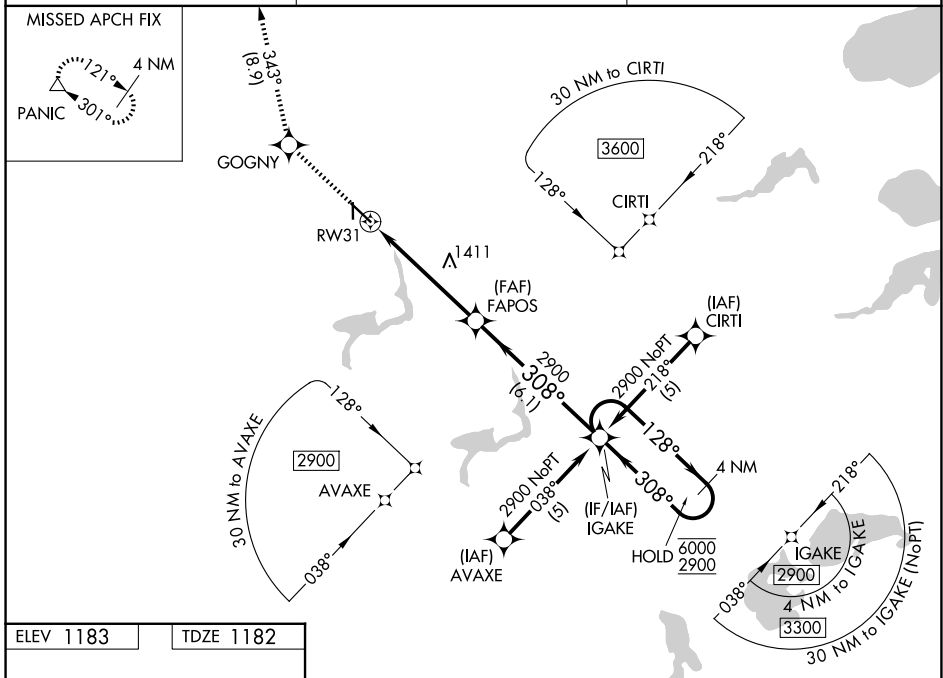 MISSED APCH FIX
121°
4 NM
PANIC
301°
343°
(8.9)
GOGNY
RW31
1411
(FAF)
FAPOS
30 NM to CIRTI
3600
128°
218°
CIRTI
(IAF)
CIRTI
2900 NoPT
218°
(5)
2900
308°
(6.1)
128°
4 NM
308°
30 NM to AVAXE
128°
2900
AVAXE
038°
2900 NoPT
038°
(5)
(IAF)
AVAXE
(IF/IAF)
IGAKE
HOLD
6000
2900
218°
IGAKE
038°
2900
4 NM to IGAKE
3300
30 NM to IGAKE (NoPT)
ELEV 1183
TDZE 1182